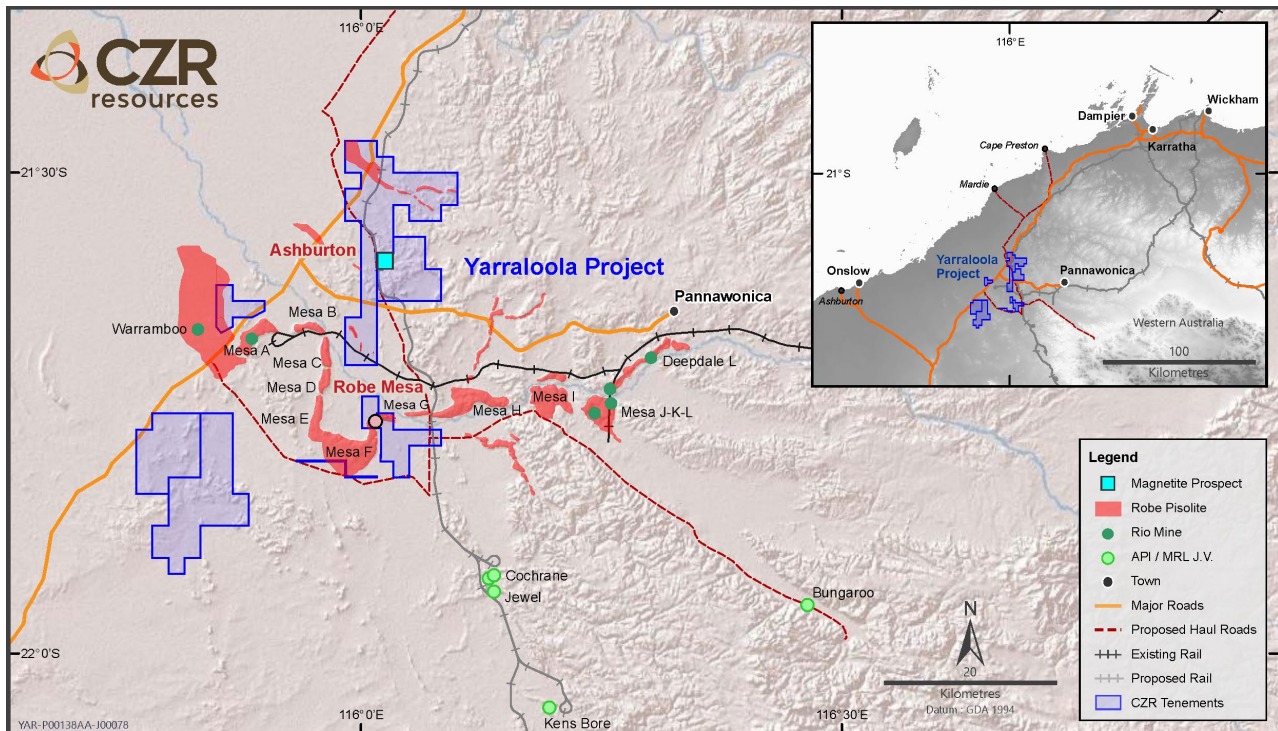 CZR
resources
116°0'E
21°30'S
Ashburton
Yarraloola Project
Pannawonica
Warramboo
Mesa A
Mesa B
Mesa C
Mesa D
Robe Mesa
Mesa E
Mesa G
Mesa F
Mesa H
Mesa I
Mesa J-K-L
Deepdale L
Cochrane
Jewel
Bungaroo
Kens Bore
22°0'S
116°0'E
116°30'E
YAR-P00138AA-J00078
116°E
21°S
Wickham
Dampier
Karratha
Cape Preston
Mardie
Yarraloola
Project
Onslow
Ashburton
Pannawonica
Western Australia
100
Kilometres
N
20
Kilometres
Datum : GDA 1994
Legend
Magnetite Prospect
Robe Pisolite
Rio Mine
API / MRL J.V.
Town
Major Roads
Proposed Haul Roads
Existing Rail
Proposed Rail
CZR Tenements